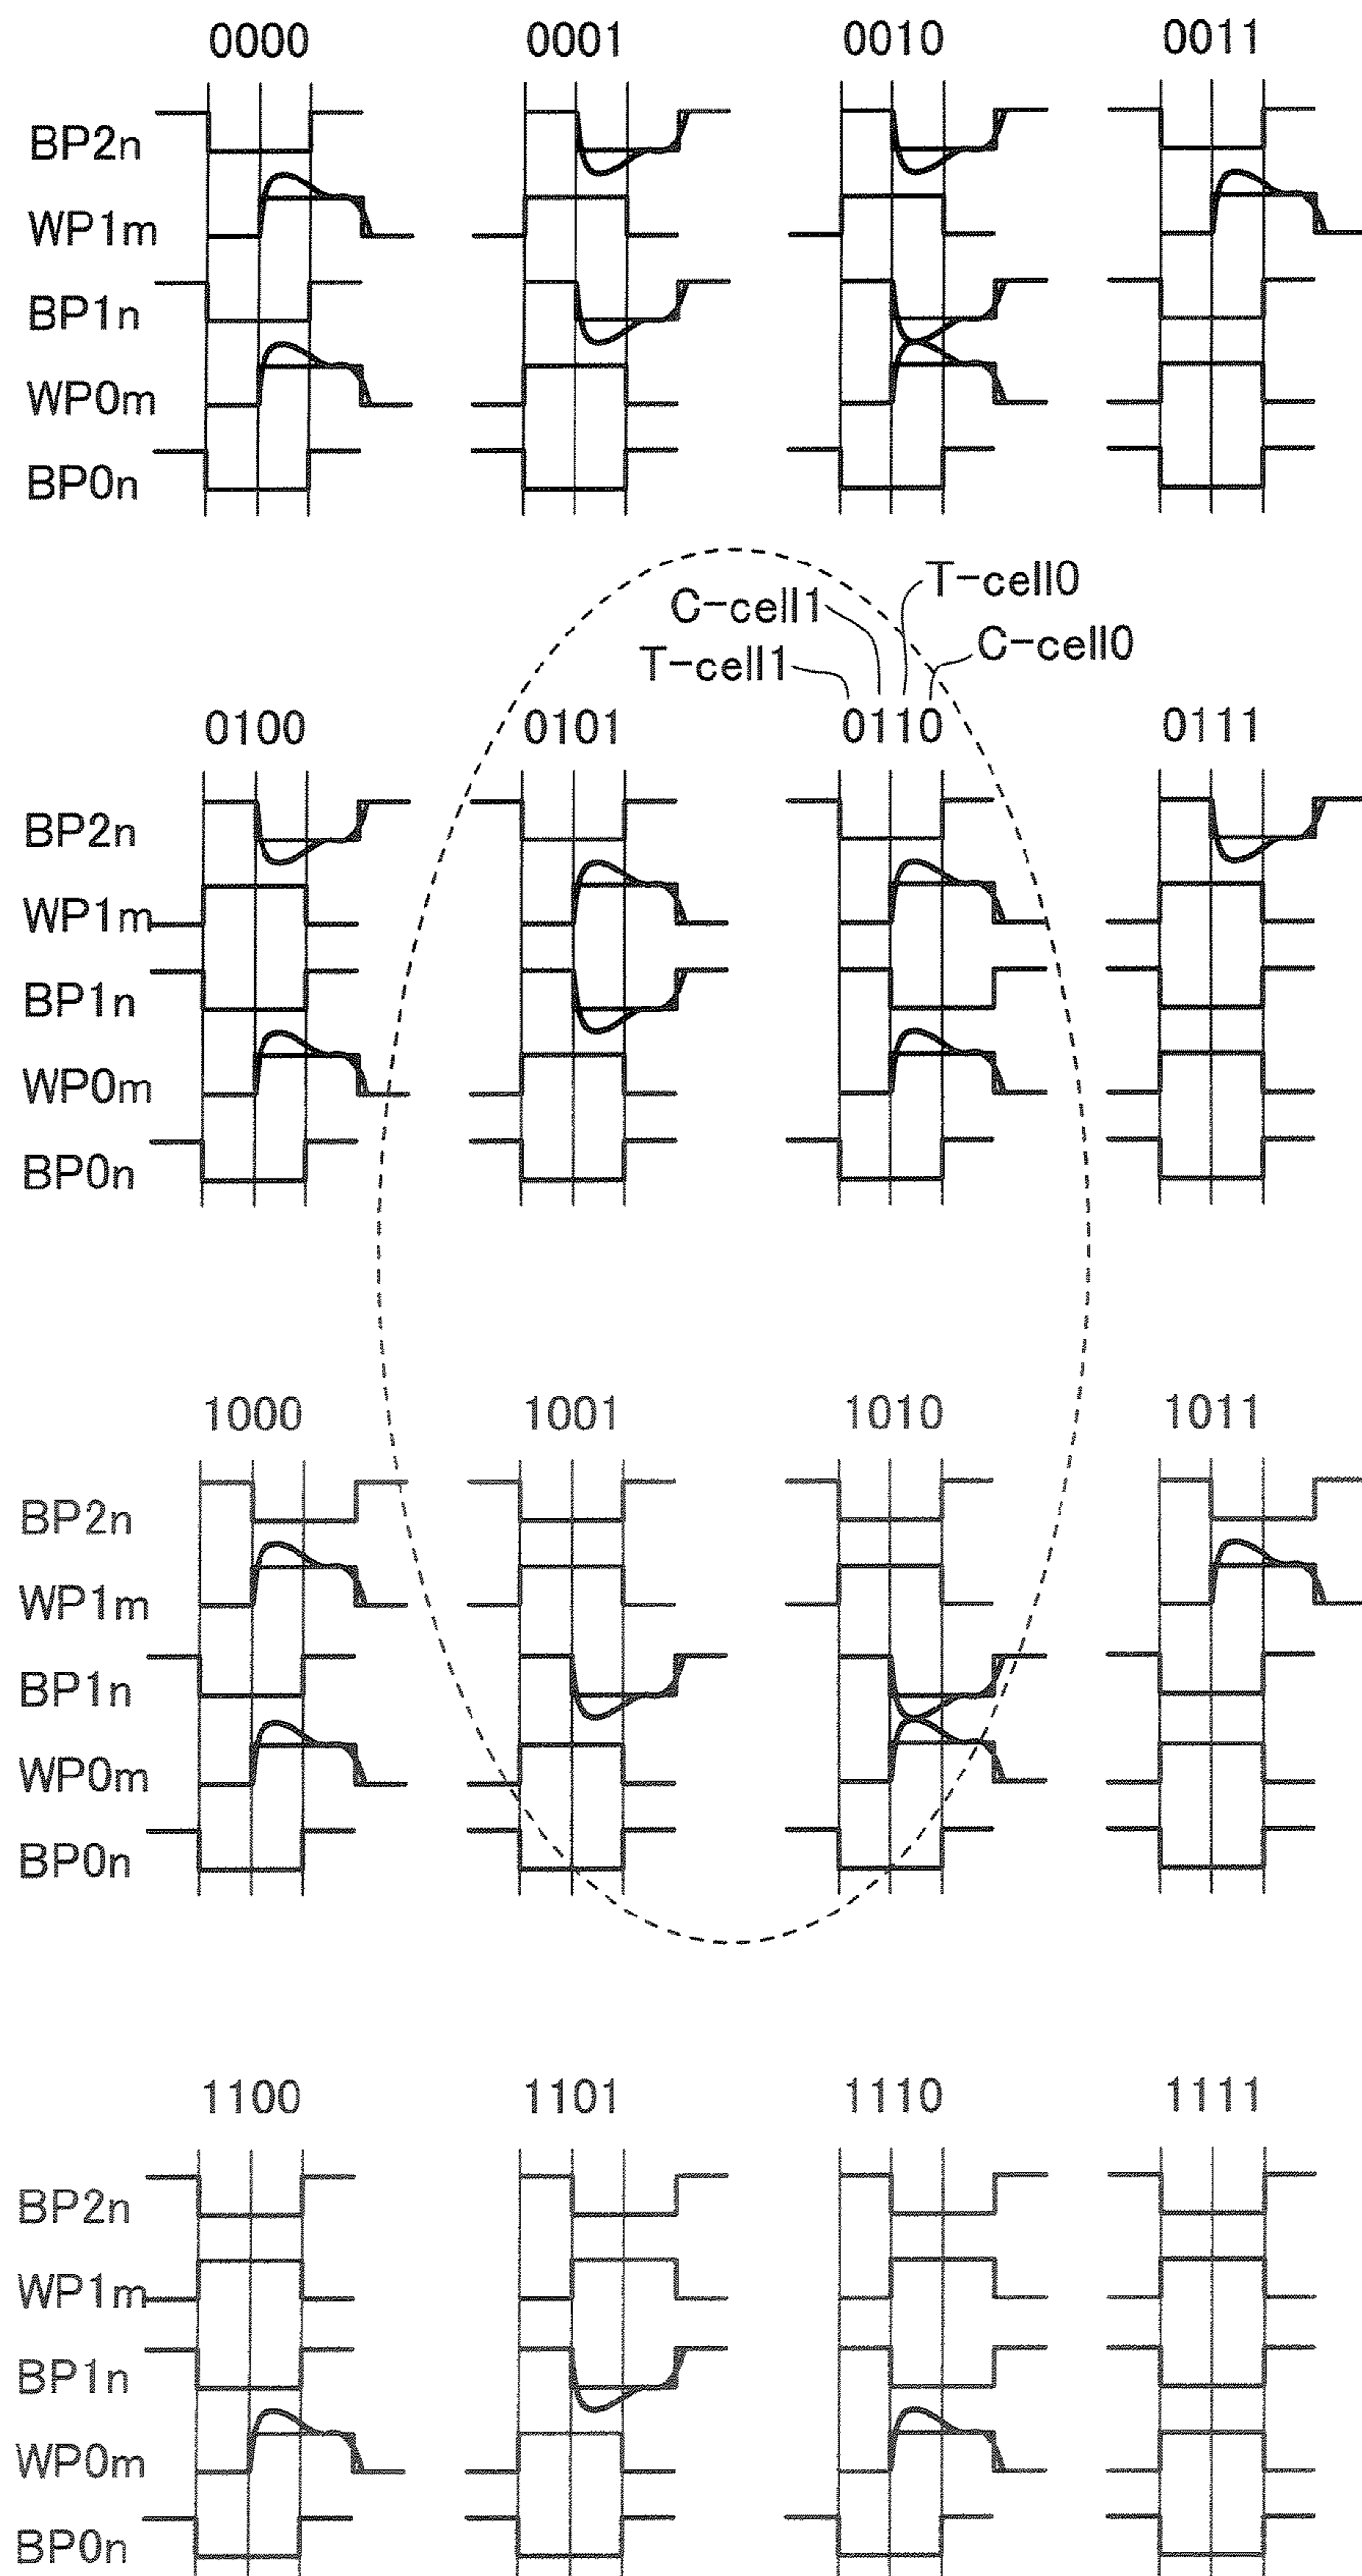 0000 0001 0010 0011
BP2n
WP1m
BP1n
WP0m
BP0n
T-cell0
C-cell1
C-cell0
T-cell1
0100 0101 0110 0111
BP2n
WP1m
BP1n
WP0m
BP0n
1000 1001 1010 1011
BP2n
WP1m
BP1n
WP0m
BP0n
1100 1101 1110 1111
BP2n
WP1m
BP1n
WP0m
BP0n